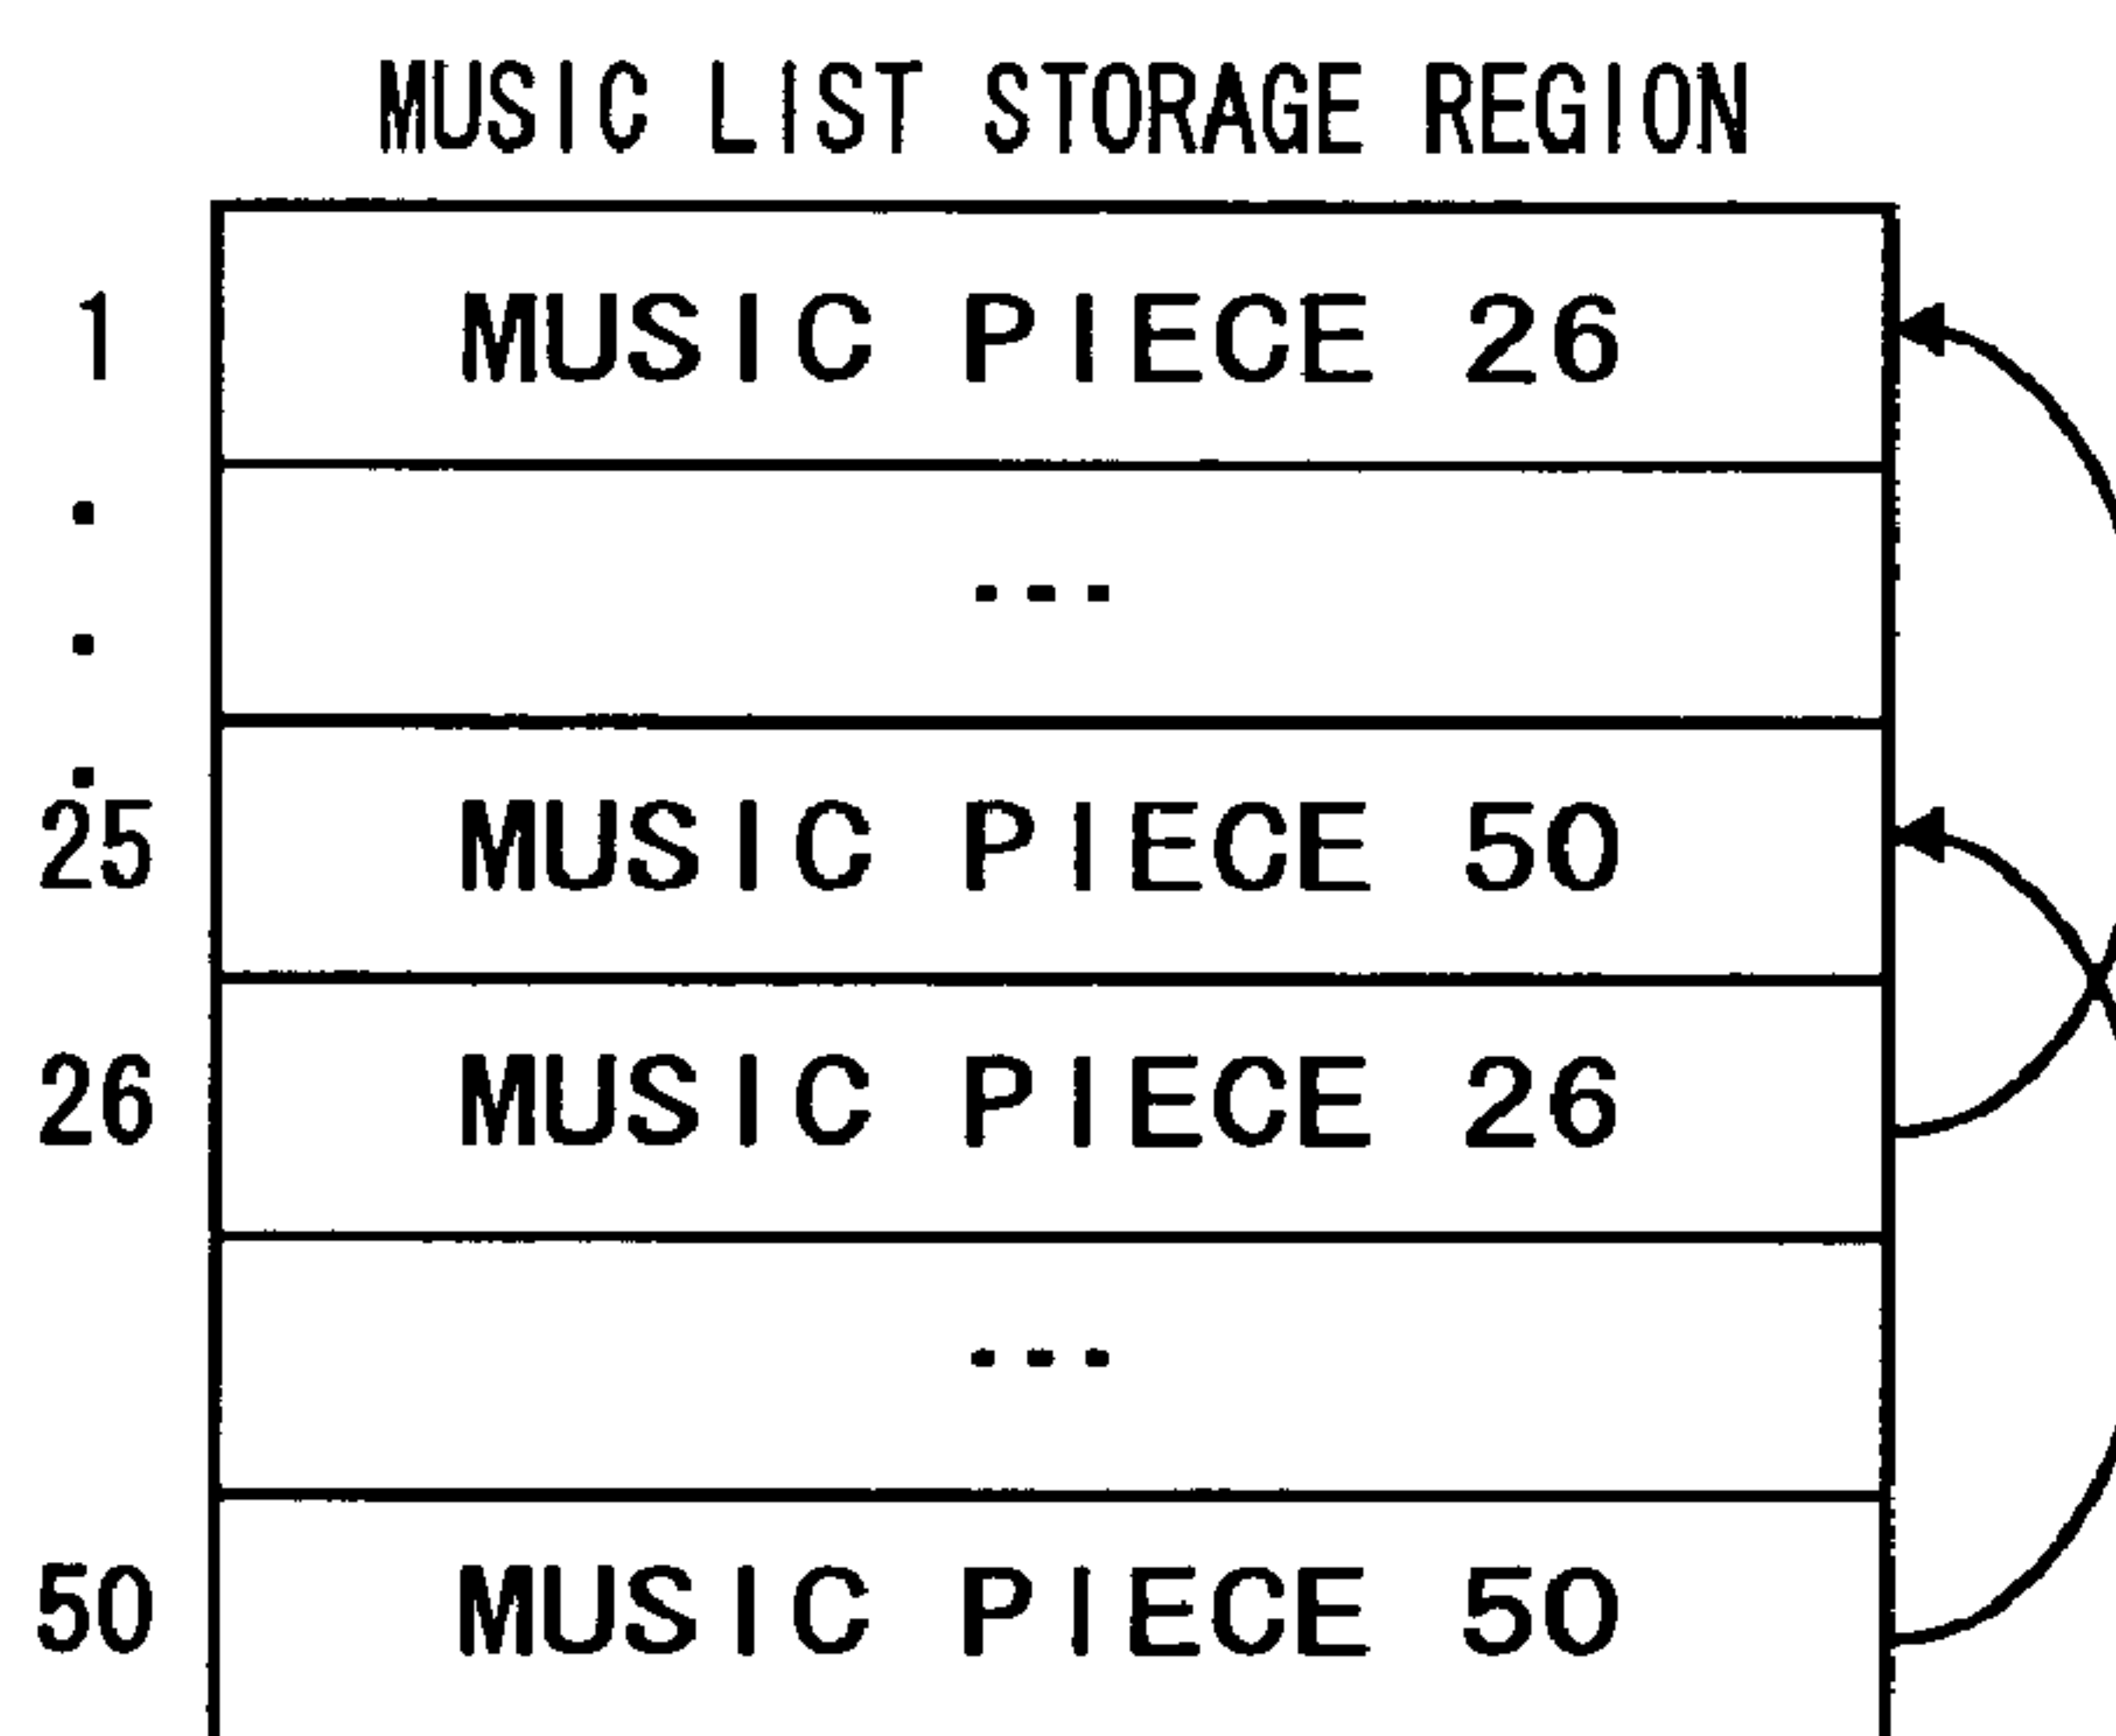 MUSIC LIST STORAGE REGION
1 MUSIC PIECE 26
...
25 MUSIC PIECE 50
26 MUSIC PIECE 26
...
50 MUSIC PIECE 50